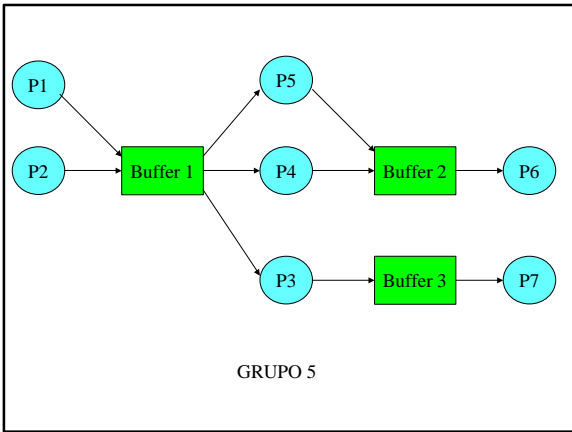 P1
P5
P2
Buffer 1
P4
Buffer 2
P6
P3
Buffer 3
P7
GRUPO 5